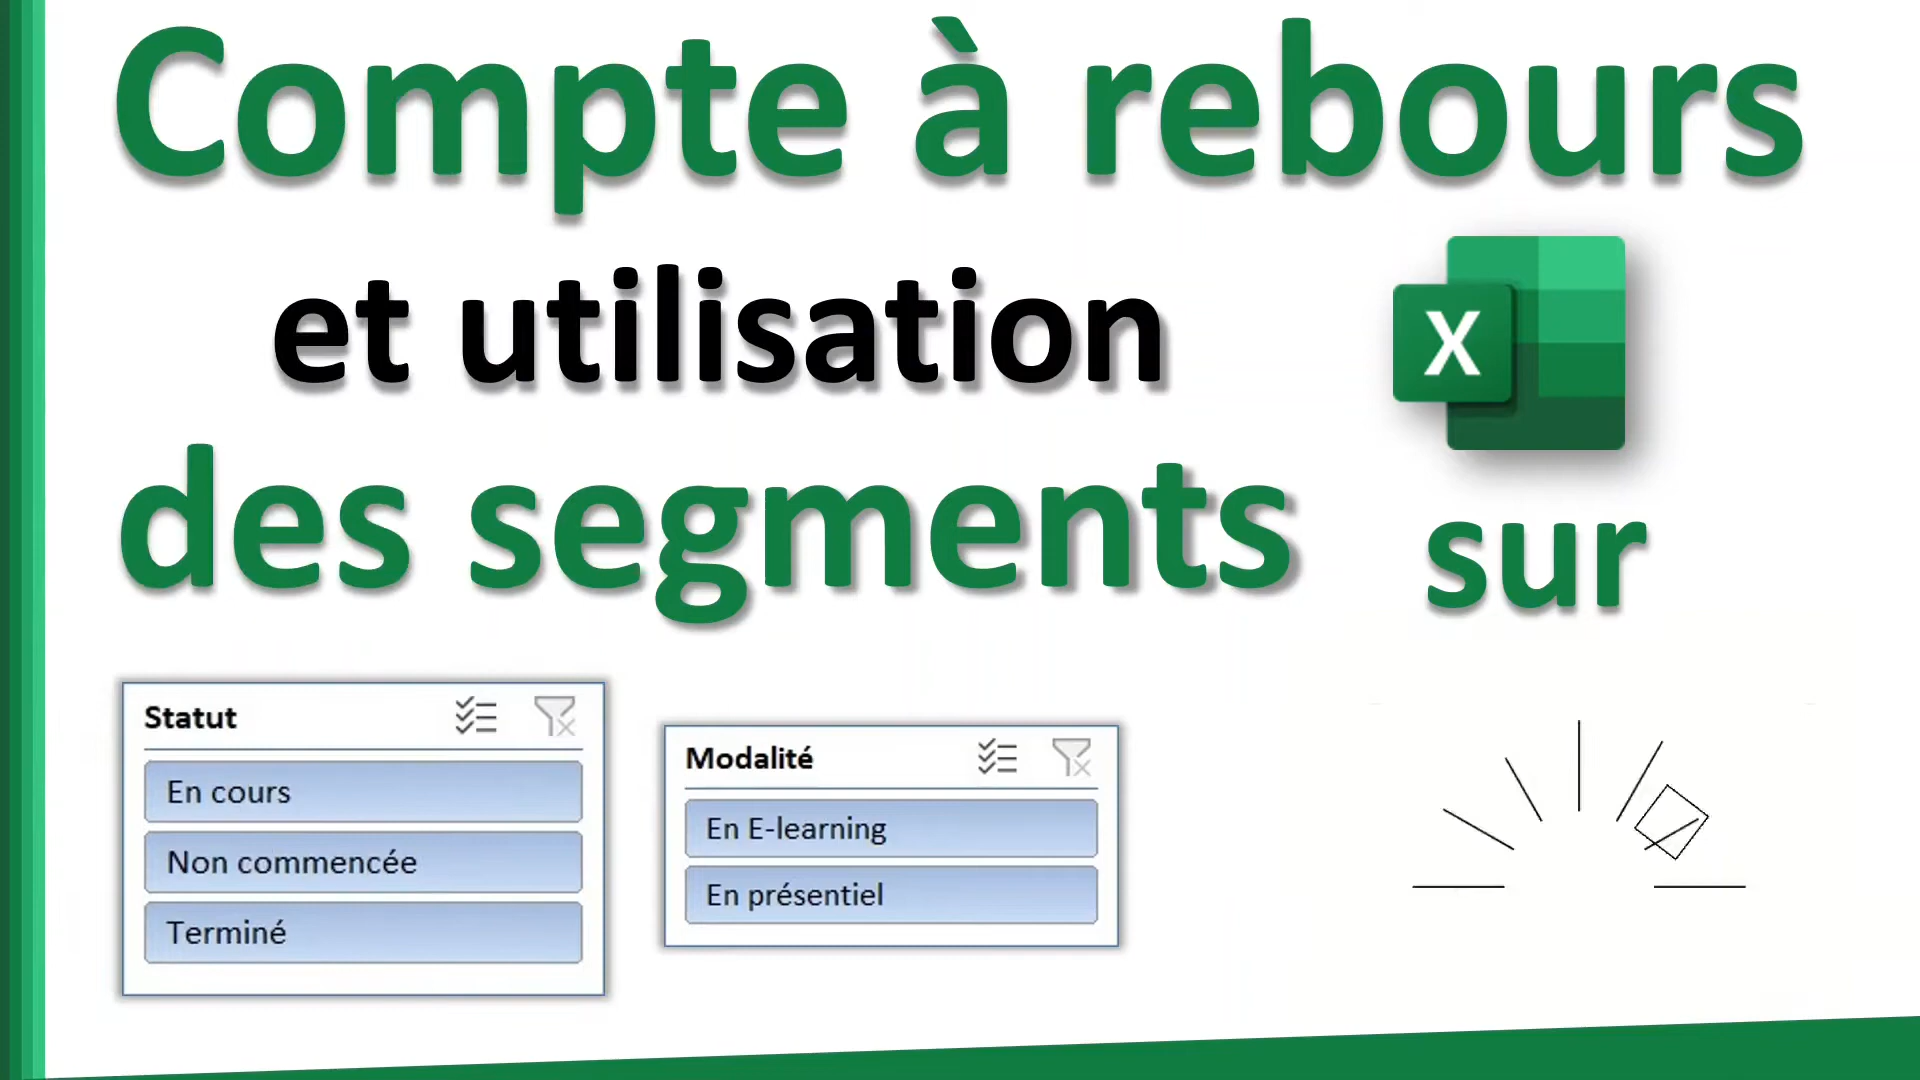 Compte à rebours
et utilisation
X
des segments
sur
Statut
En cours
Non commencée
Terminé
Modalité
En E-learning
En présentiel